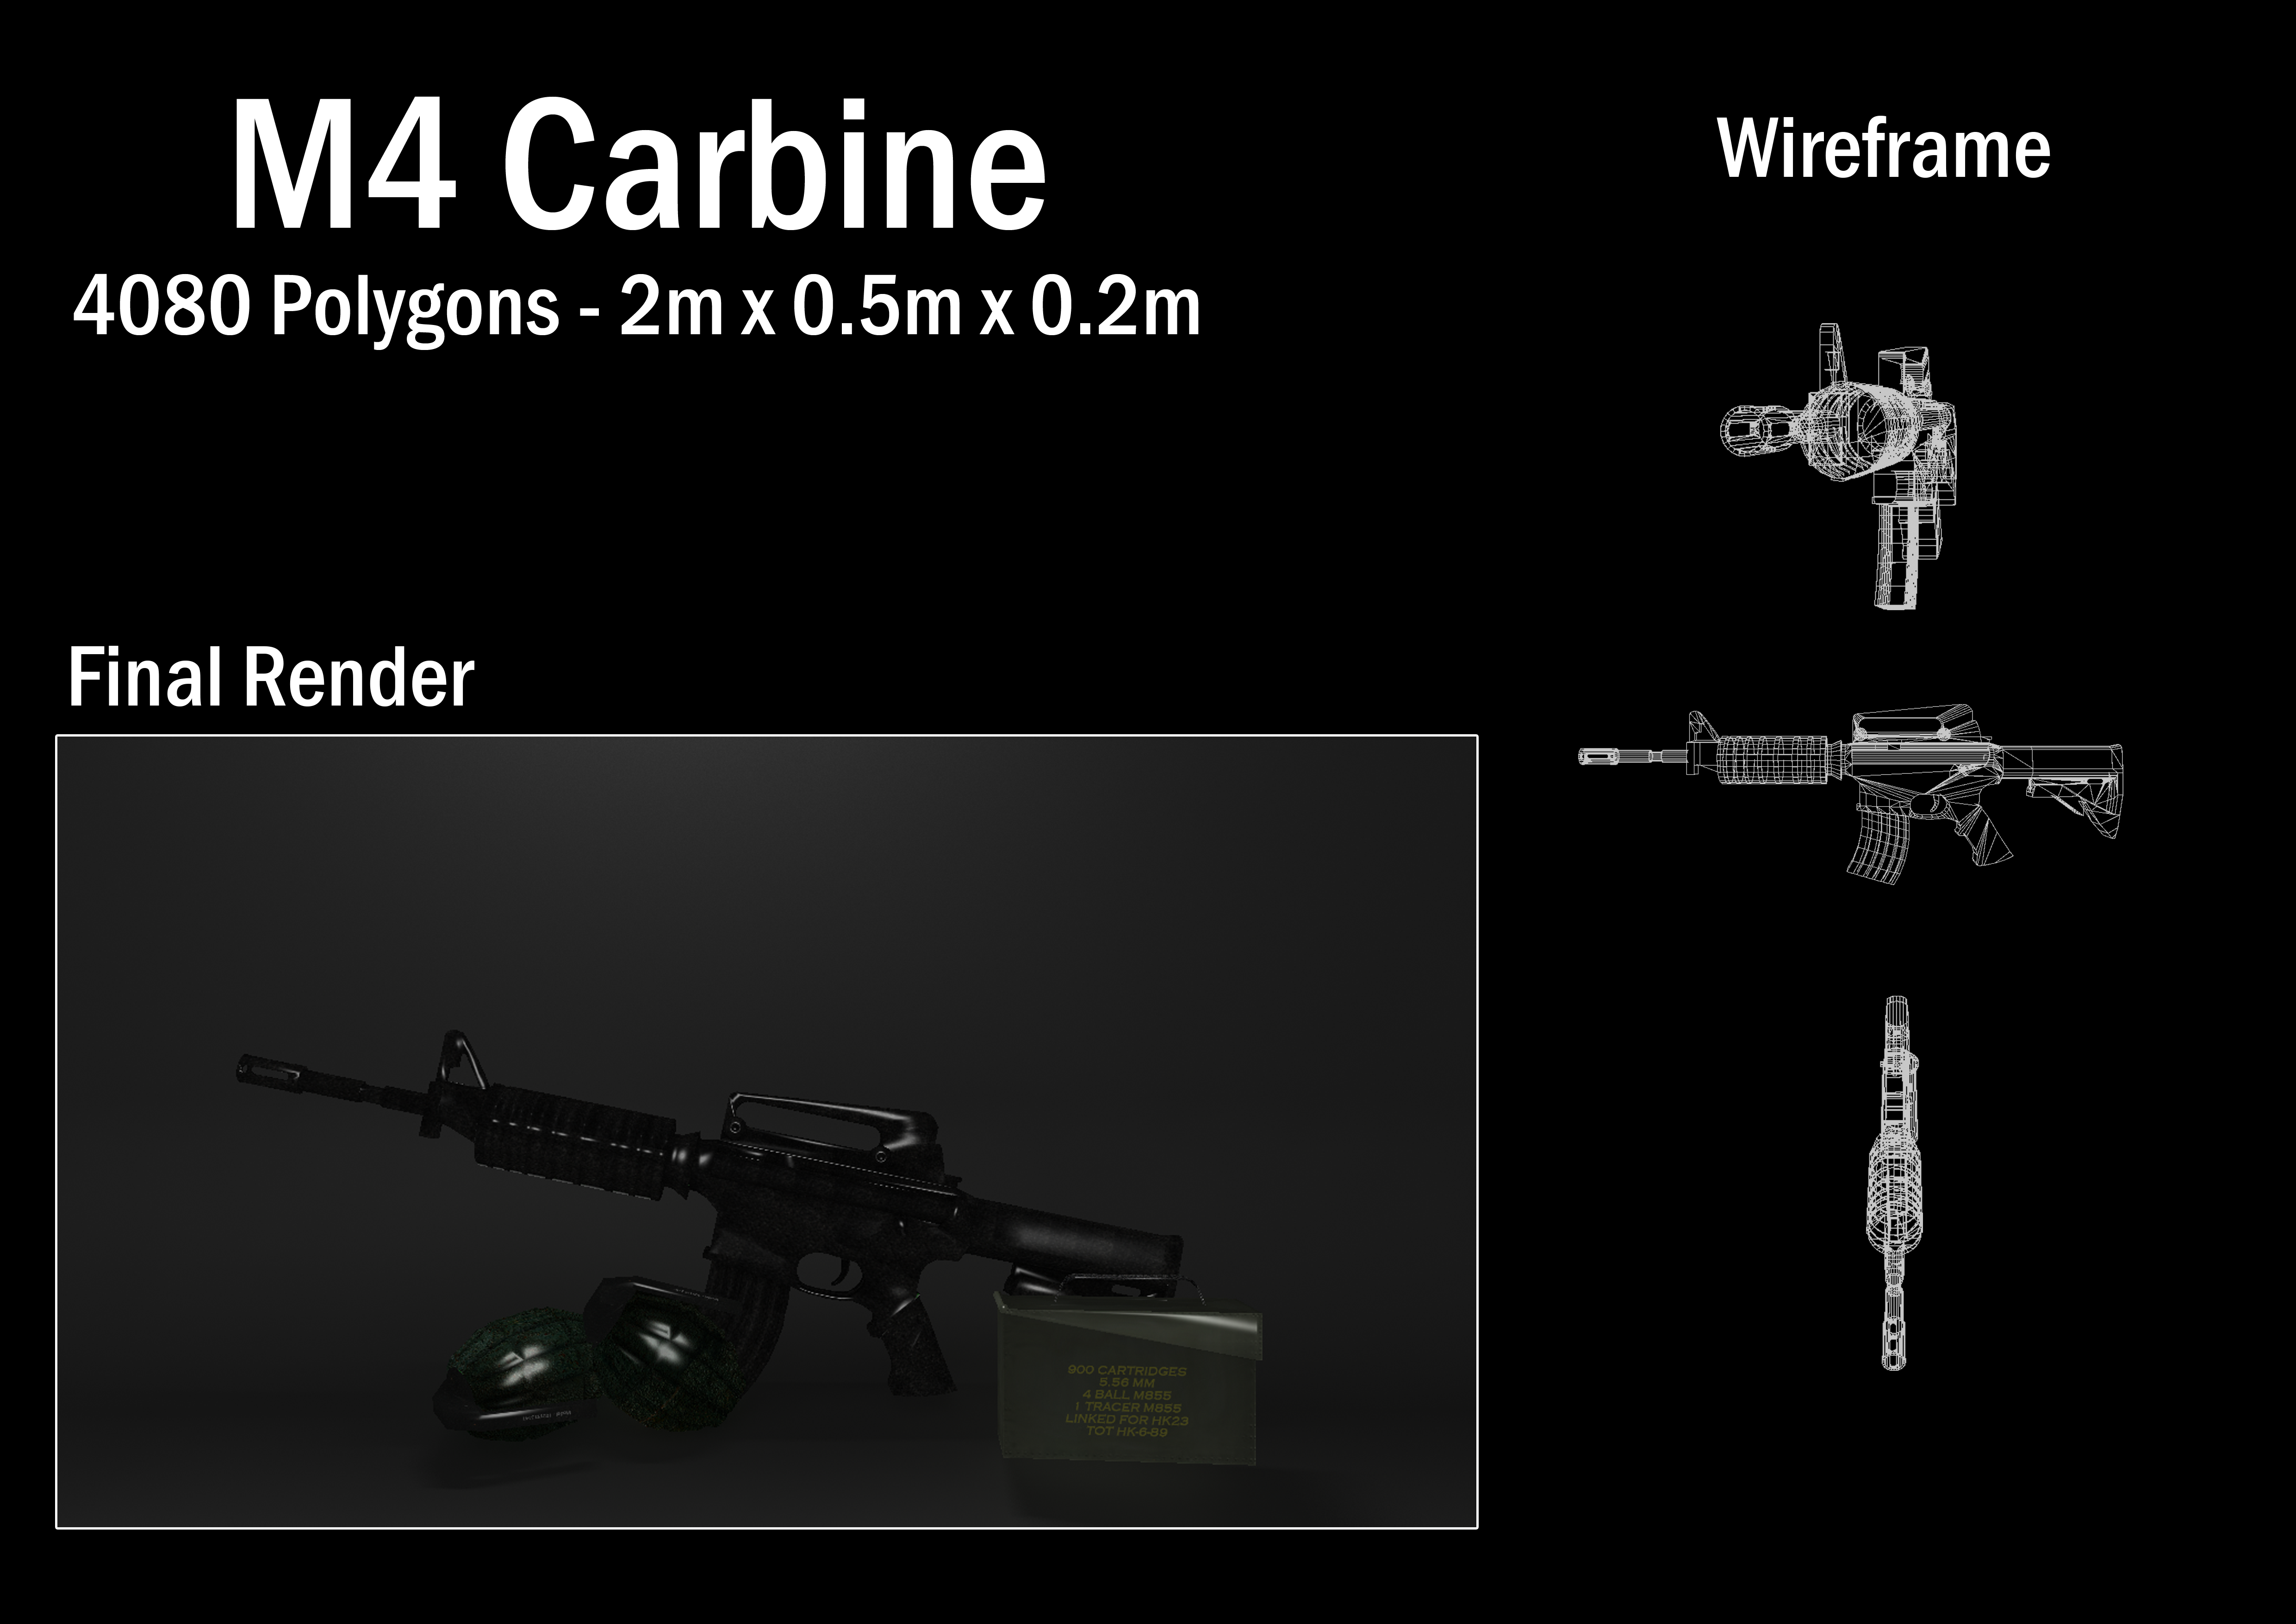 M4 Carbine
4080 Polygons - 2m x 0.5m x 0.2m
Wireframe
Final Render
900 CARTRIDGES
5.56 MM
4 BALL M855
1 TRACER M855
LINKED FOR HK23
TOT HK-6-89